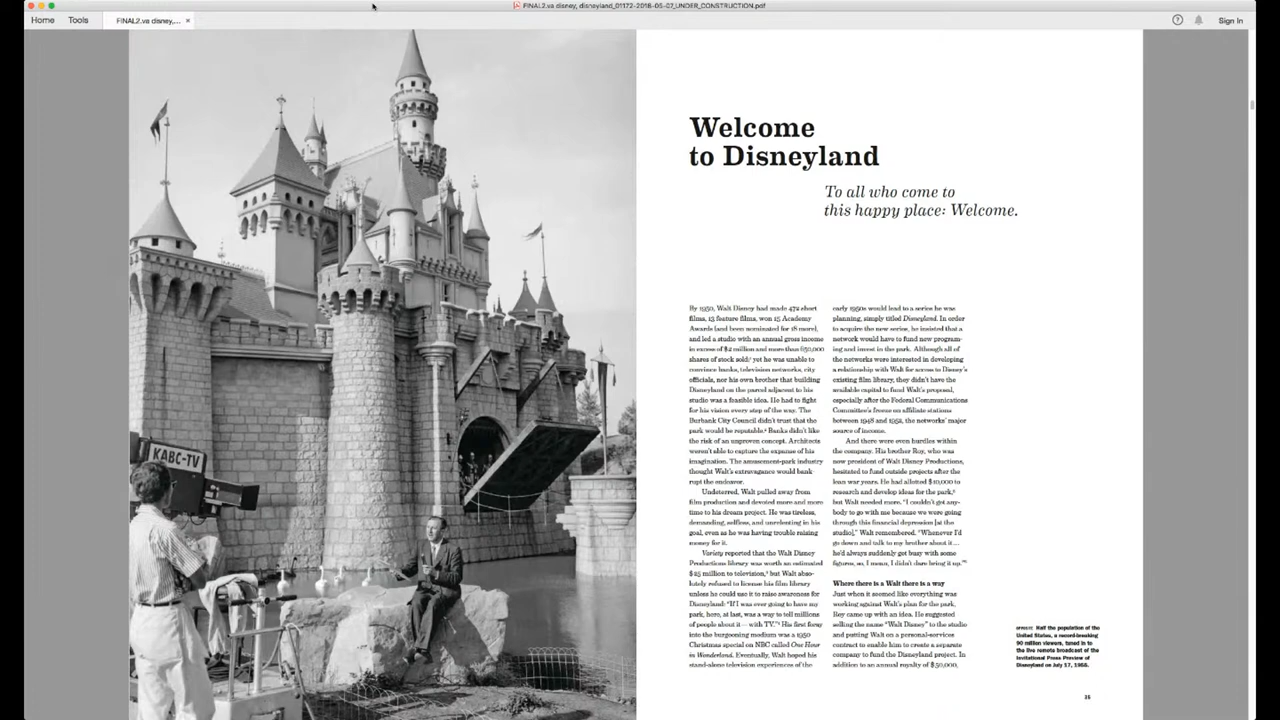 FINAL2.va disney, disneyland_01172-2018-05-07_UNDER_CONSTRUCTION.pdf
Home Tools FINAL2.va disney,... × Sign In
Welcome
to Disneyland
To all who come to
this happy place: Welcome.
By 1950, Walt Disney had made 472 short
films, 13 feature films, won 15 Academy
Awards (and been nominated for 18 more),
and led a studio with an annual gross income
in excess of $2 million and more than 650,000
shares of stock sold; yet he was unable to
convince banks, television networks, city
officials, nor his own brother that building
Disneyland on the parcel adjacent to his
studio was a feasible idea. He had to fight
for his vision every step of the way. The
Burbank City Council didn't trust that the
park would be reputable. Banks didn't like
the risk of an unproven concept. Architects
weren't able to capture the expanse of his
imagination. The amusement-park industry
thought Walt's extravagance would bank-
rupt the endeavor.
Undeterred, Walt pulled away from
film production and devoted more and more
time to his dream project. He was tireless,
demanding, selfless, and unrelenting in his
goal, even as he was having trouble raising
money for it.
Variety reported that the Walt Disney
Productions library was worth an estimated
$25 million to television, but Walt abso-
lutely refused to license his film library
unless he could use it to raise awareness for
Disneyland: "If I was ever going to have my
park, here, at last, was a way to tell millions
of people about it—with TV." His first foray
into the burgeoning medium was a 1950
Christmas special on NBC called One Hour
in Wonderland. Eventually, Walt hoped his
stand-alone television experiences of the
early 1950s would lead to a series he was
planning, simply titled Disneyland. In order
to acquire the new series, he insisted that a
network would have to fund new program-
ing and invest in the park. Although all of
the networks were interested in developing
a relationship with Walt for access to Disney's
existing film library, they didn't have the
available capital to fund Walt's proposal,
especially after the Federal Communications
Committee's freeze on affiliate stations
between 1948 and 1952, the networks' major
source of income.
And there were even hurdles within
the company. His brother Roy, who was
now president of Walt Disney Productions,
hesitated to fund outside projects after the
lean war years. He had allotted $10,000 to
research and develop ideas for the park,
but Walt needed more. "I couldn't get any-
body to go with me because we were going
through this financial depression [at the
studio]," Walt remembered. "Whenever I'd
go down and talk to my brother about it...
he'd always suddenly get busy with some
figures, so, I mean, I didn't dare bring it up."
Where there is a Walt there is a way
Just when it seemed like everything was
working against Walt's plan for the park,
Roy came up with an idea. He suggested
selling the name "Walt Disney" to the studio
and putting Walt on a personal-services
contract to enable him to create a separate
company to fund the Disneyland project. In
addition to an annual royalty of $50,000,
OPPOSITE Half the population of the
United States, a record-breaking
90 million viewers, tuned in to
the live remote broadcast of the
Invitational Press Preview of
Disneyland on July 17, 1955.
KABC-TV